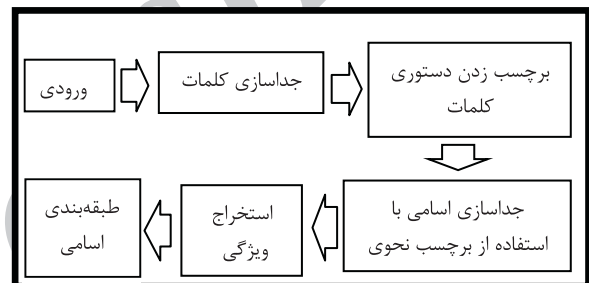 ورودی
جداسازی کلمات
برچسب زدن دستوری
کلمات
جداسازی اسامی با
استفاده از برچسب نحوی
استخراج
ویژگی
طبقه‌بندی
اسامی